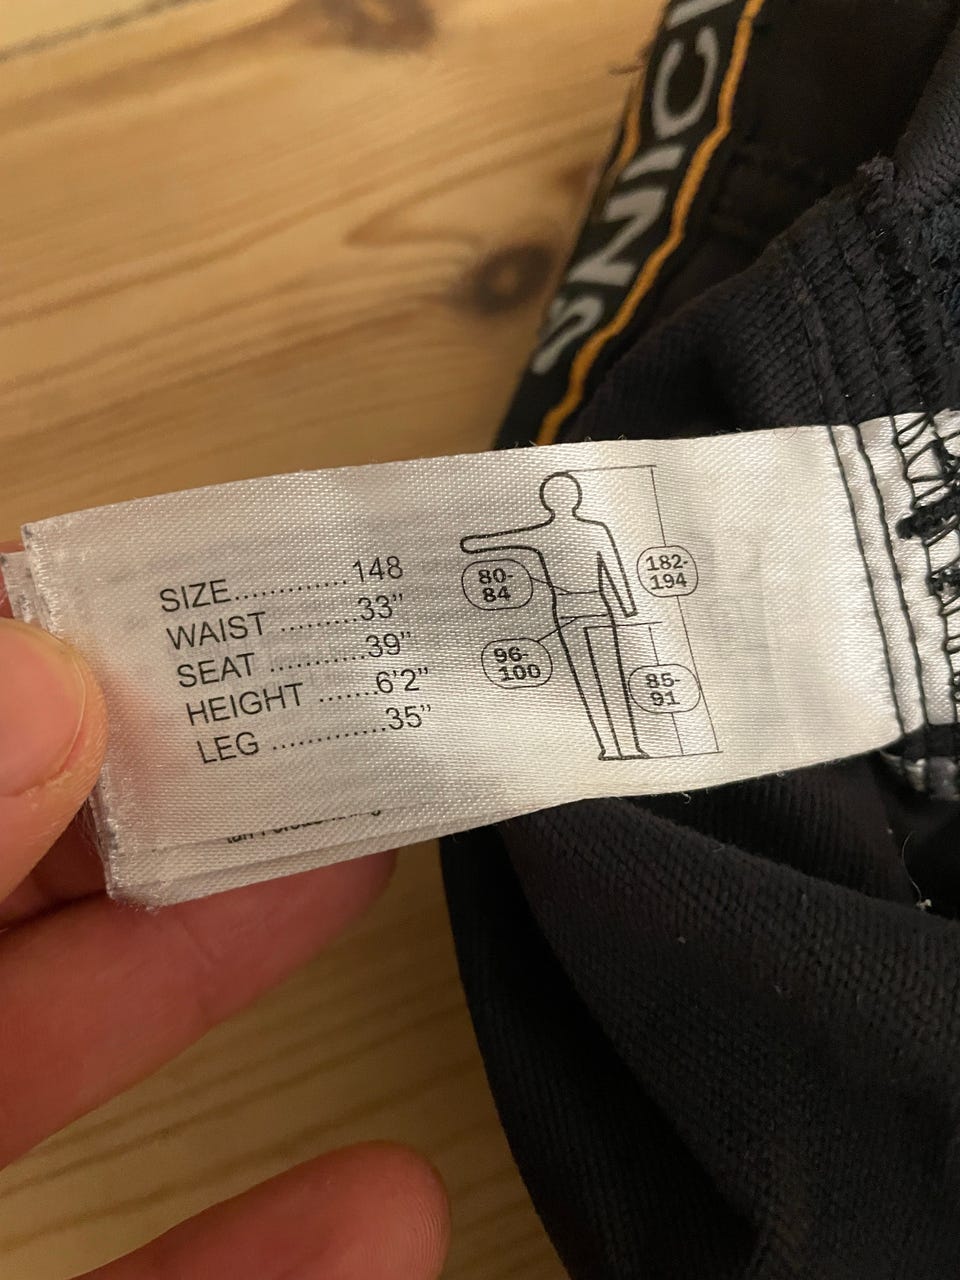 SNIC
SIZE............148
WAIST .........33"
SEAT ...........39"
HEIGHT .......6'2"
LEG .............35"
80-
84
182-
194
96-
100
85-
91